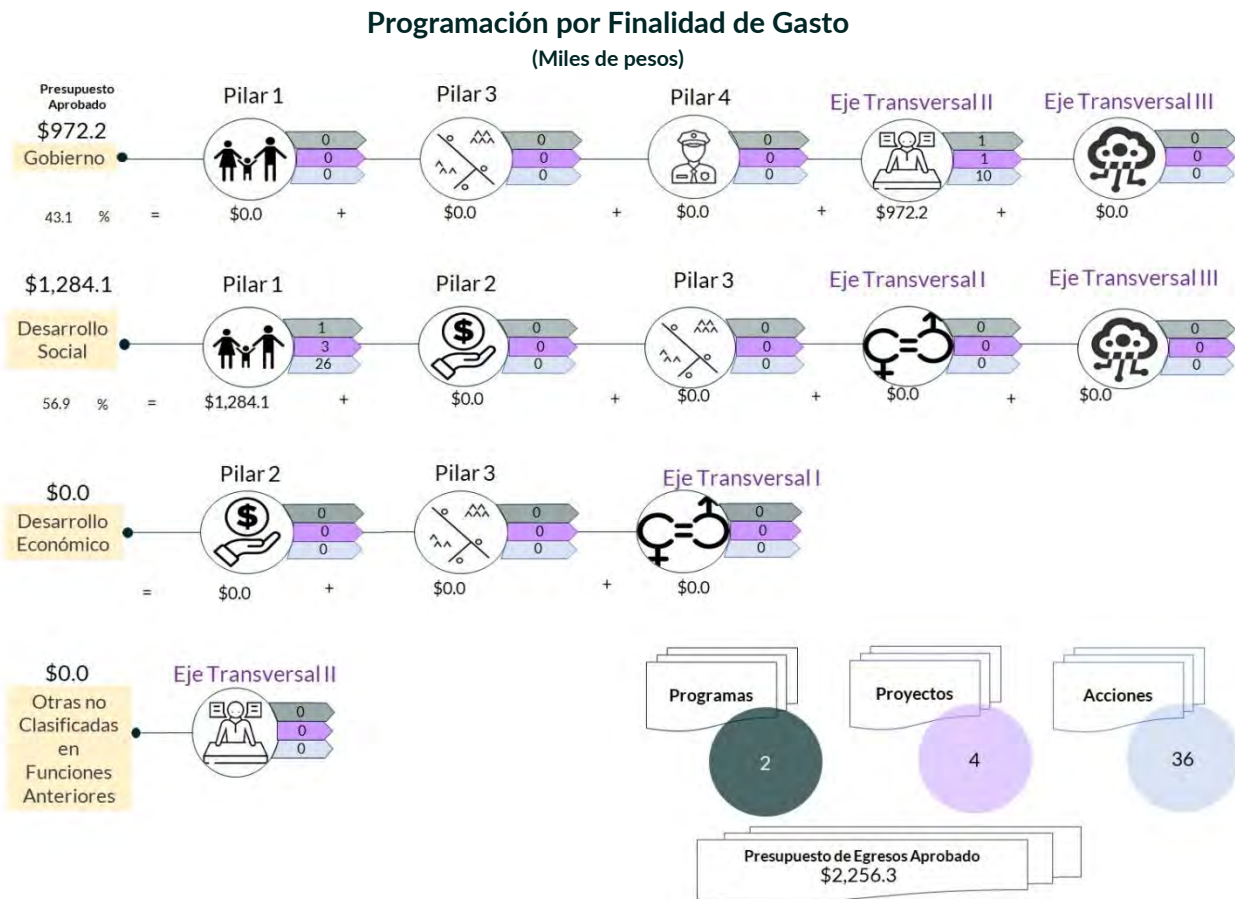 Programación por Finalidad de Gasto
(Miles de pesos)
Presupuesto
Aprobado
$972.2
Gobierno
Pilar 1
0
0
0
Pilar 3
0
0
0
Pilar 4
0
0
0
Eje Transversal II
1
1
10
Eje Transversal III
0
0
0
43.1 % = $0.0 + $0.0 + $0.0 + $972.2 + $0.0
$1,284.1
Desarrollo
Social
Pilar 1
1
3
26
Pilar 2
$
0
0
0
Pilar 3
0
0
0
Eje Transversal I
0
0
0
Eje Transversal III
0
0
0
56.9 % = $1,284.1 + $0.0 + $0.0 + $0.0 + $0.0
$0.0
Desarrollo
Económico
Pilar 2
$
0
0
0
Pilar 3
0
0
0
Eje Transversal I
0
0
0
= $0.0 + $0.0 + $0.0
$0.0
Otras no
Clasificadas
en
Funciones
Anteriores
Eje Transversal II
0
0
0
Programas
2
Proyectos
4
Acciones
36
Presupuesto de Egresos Aprobado
$2,256.3